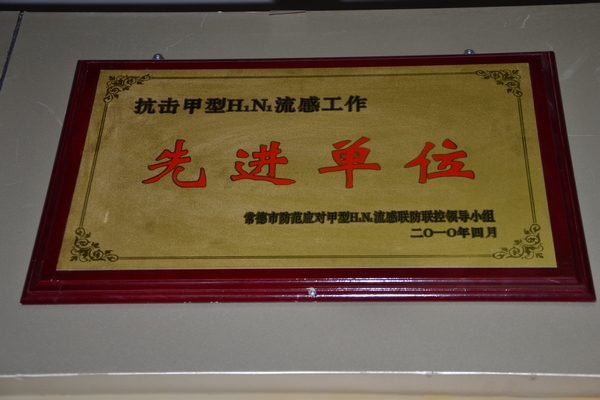 抗击甲型H1N1流感工作
先进单位
常德市防范应对甲型H1N1流感联防联控领导小组
二〇一〇年四月